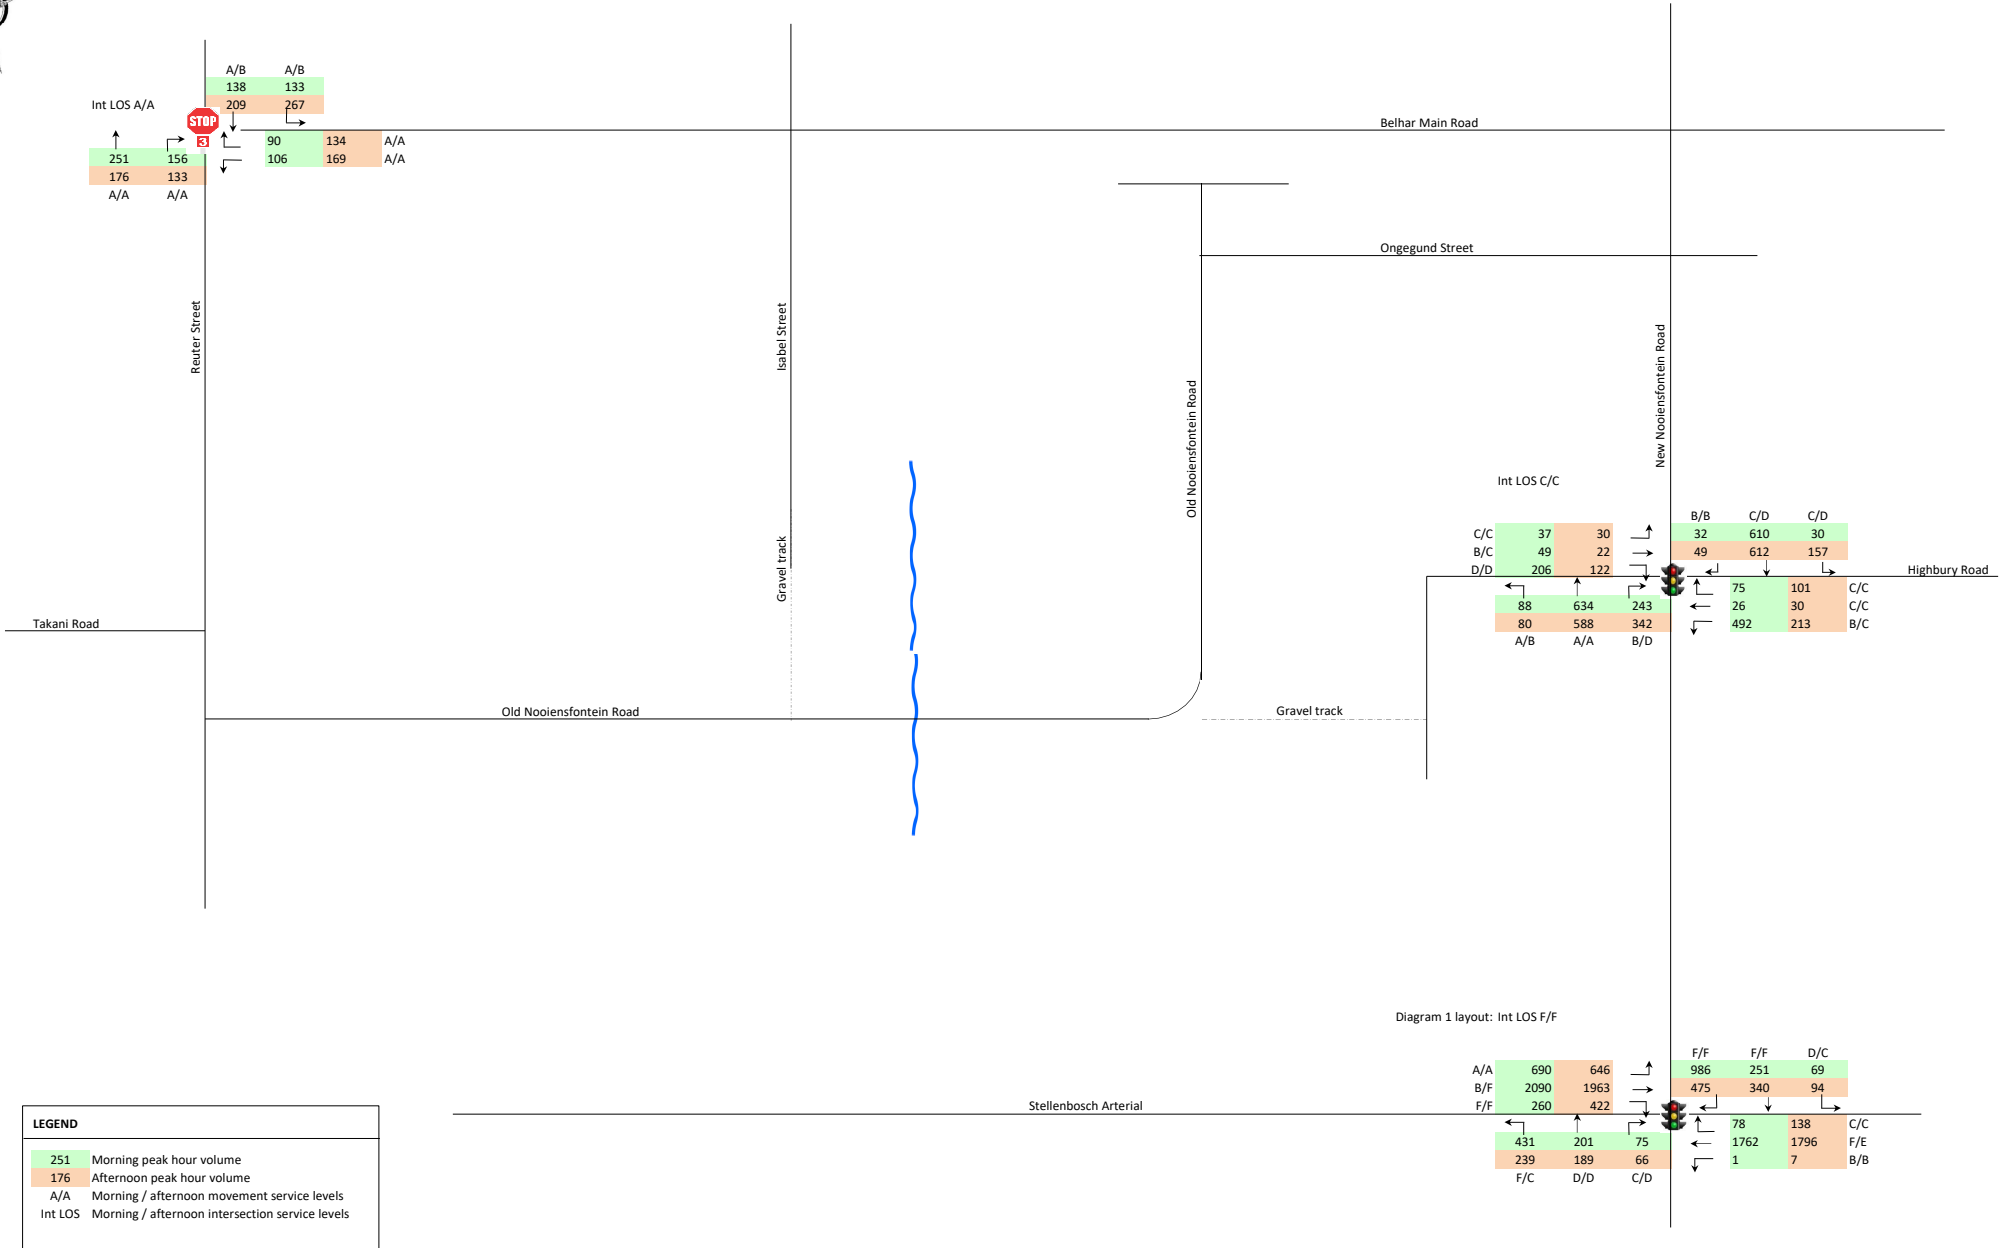 A/B A/B
138 133
Int LOS A/A 209 267
STOP
3
Belhar Main Road
90 134 A/A
251 156 106 169 A/A
176 133
A/A A/A
Ongegund Street
Reuter Street
Isabel Street
Old Nooiensfontein Road
New Nooiensfontein Road
Gravel track
Int LOS C/C
B/B C/D C/D
C/C 37 30 32 610 30
B/C 49 22 49 612 157
D/D 206 122
Highbury Road
75 101 C/C
88 634 243 26 30 C/C
80 588 342 492 213 B/C
A/B A/A B/D
Takani Road
Old Nooiensfontein Road
Gravel track
Diagram 1 layout: Int LOS F/F
F/F F/F D/C
A/A 690 646 986 251 69
B/F 2090 1963 475 340 94
F/F 260 422
Stellenbosch Arterial
78 138 C/C
431 201 75 1762 1796 F/E
239 189 66 1 7 B/B
F/C D/D C/D
LEGEND
251 Morning peak hour volume
176 Afternoon peak hour volume
A/A Morning / afternoon movement service levels
Int LOS Morning / afternoon intersection service levels